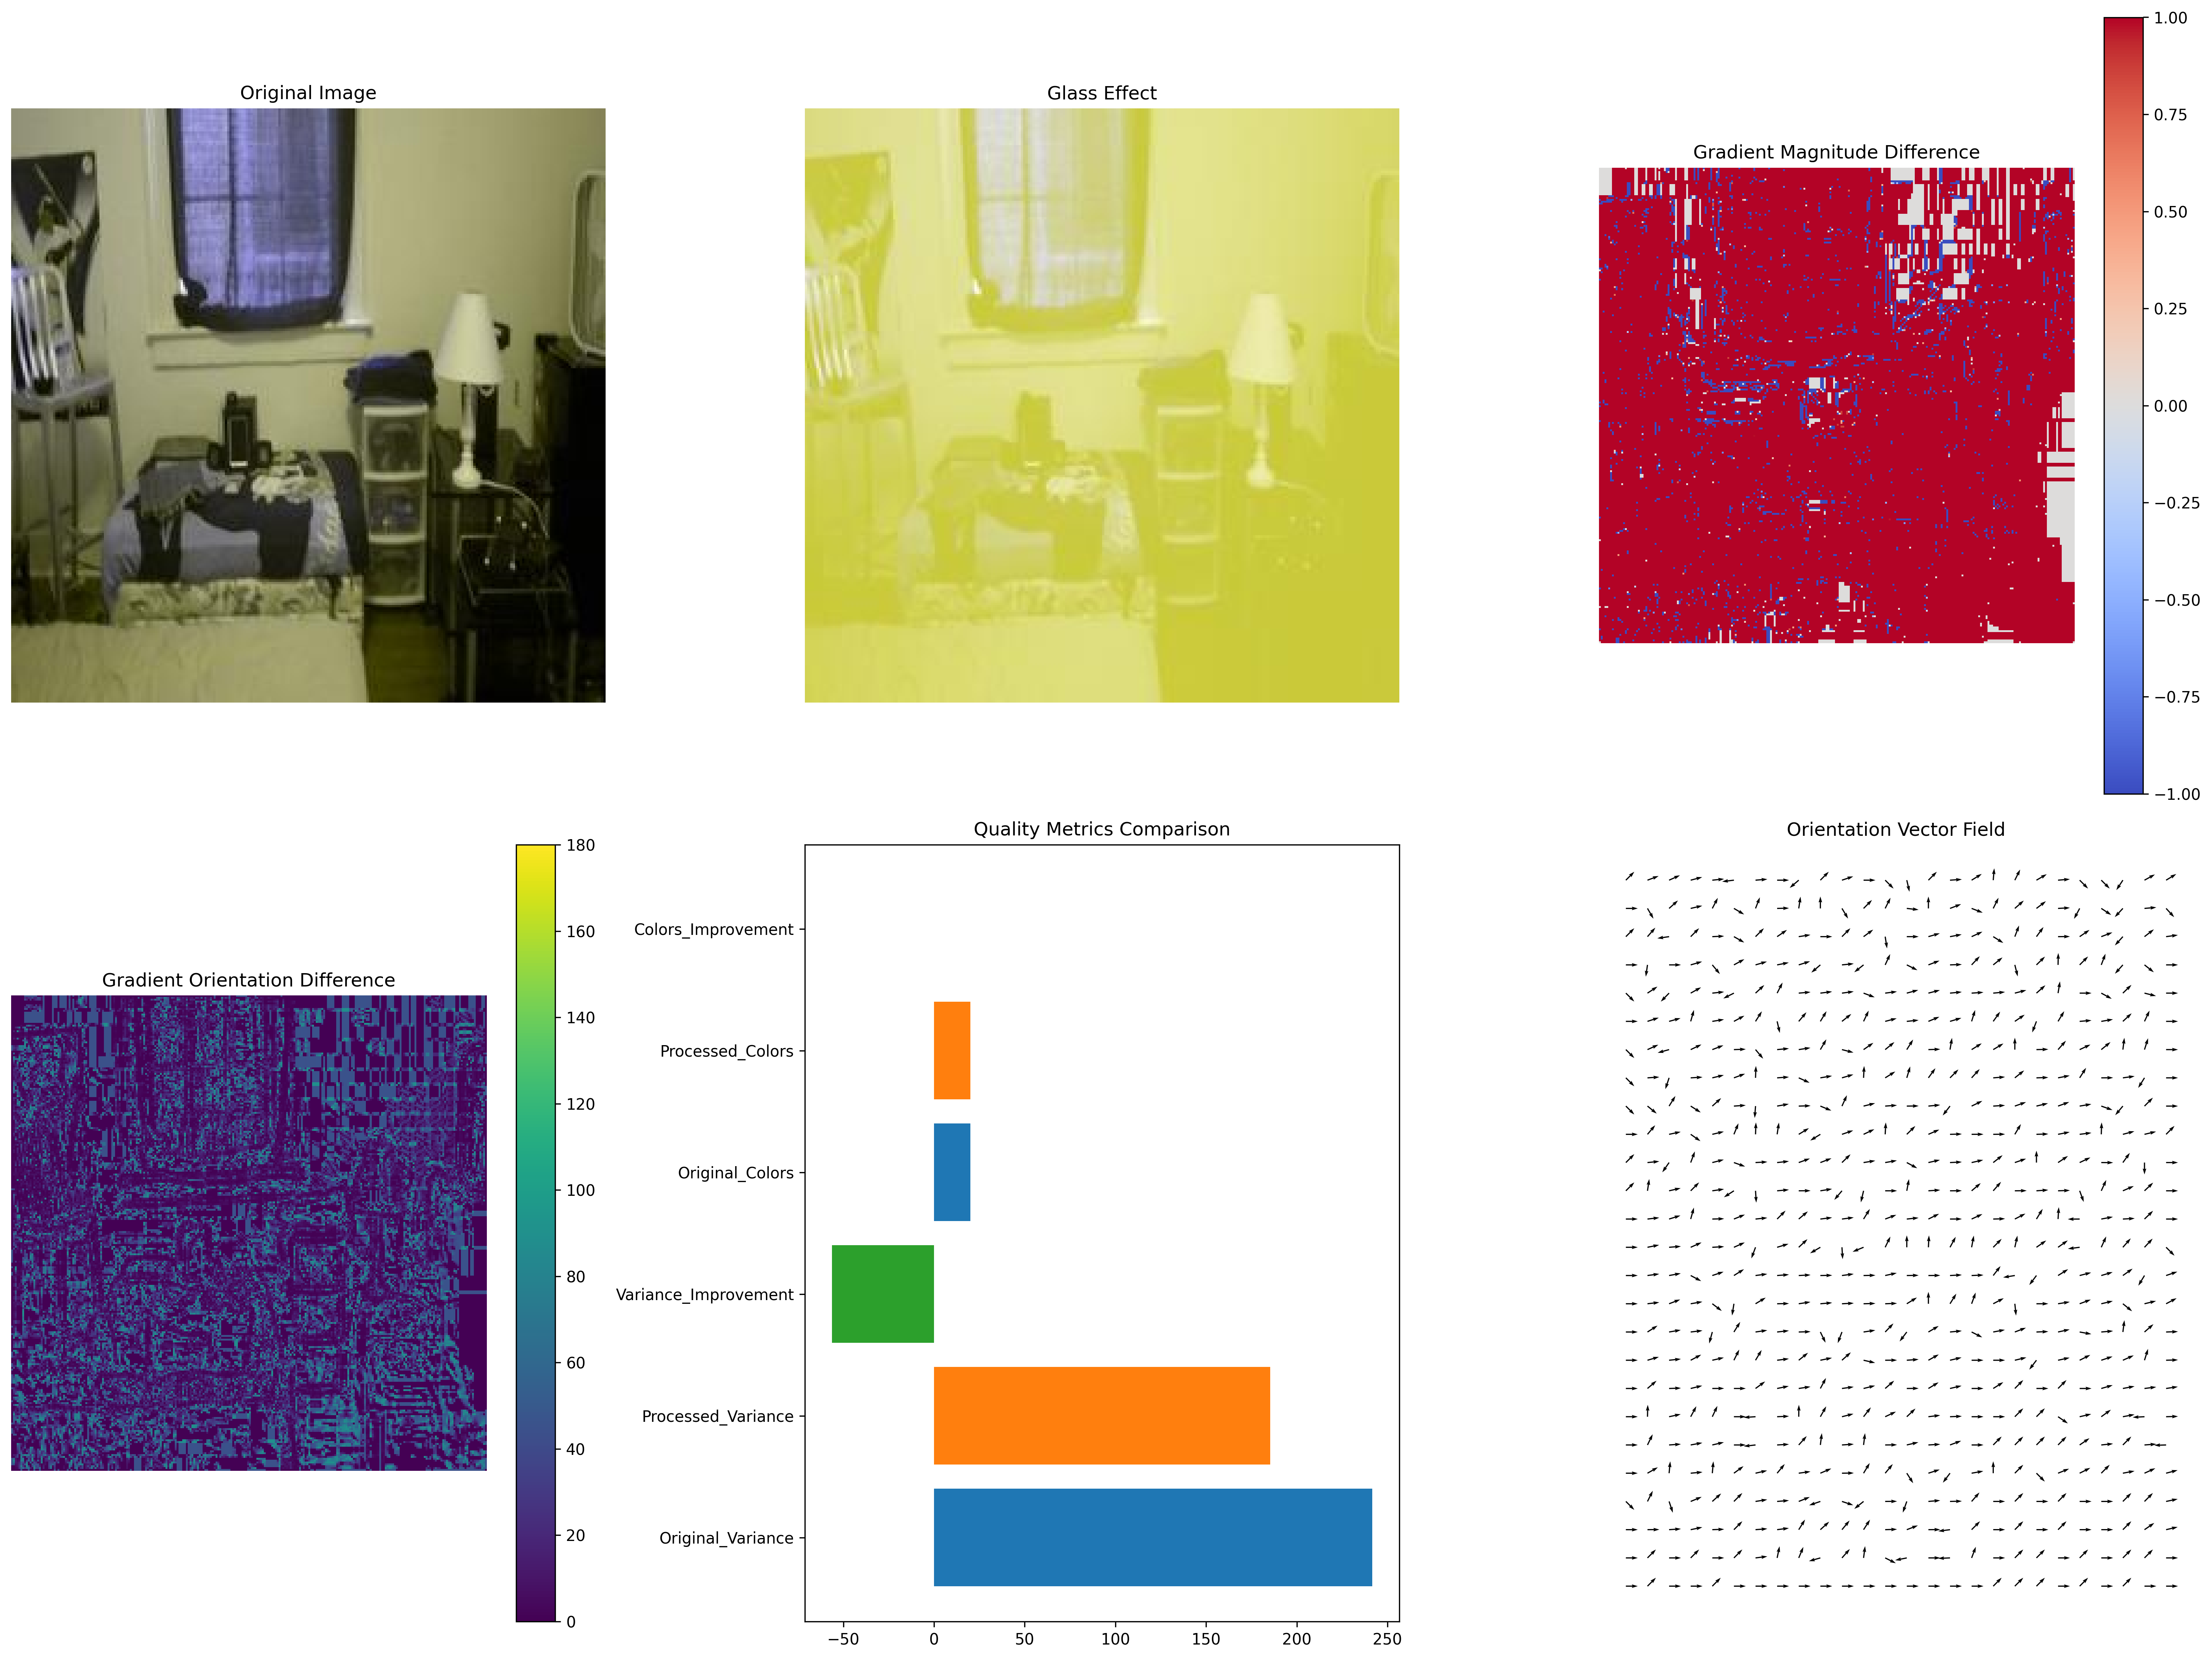 Original Image
Glass Effect
Gradient Magnitude Difference
1.00
0.75
0.50
0.25
0.00
−0.25
−0.50
−0.75
−1.00
Gradient Orientation Difference
180
160
140
120
100
80
60
40
20
0
Quality Metrics Comparison
Colors_Improvement
Processed_Colors
Original_Colors
Variance_Improvement
Processed_Variance
Original_Variance
−50
0
50
100
150
200
250
Orientation Vector Field